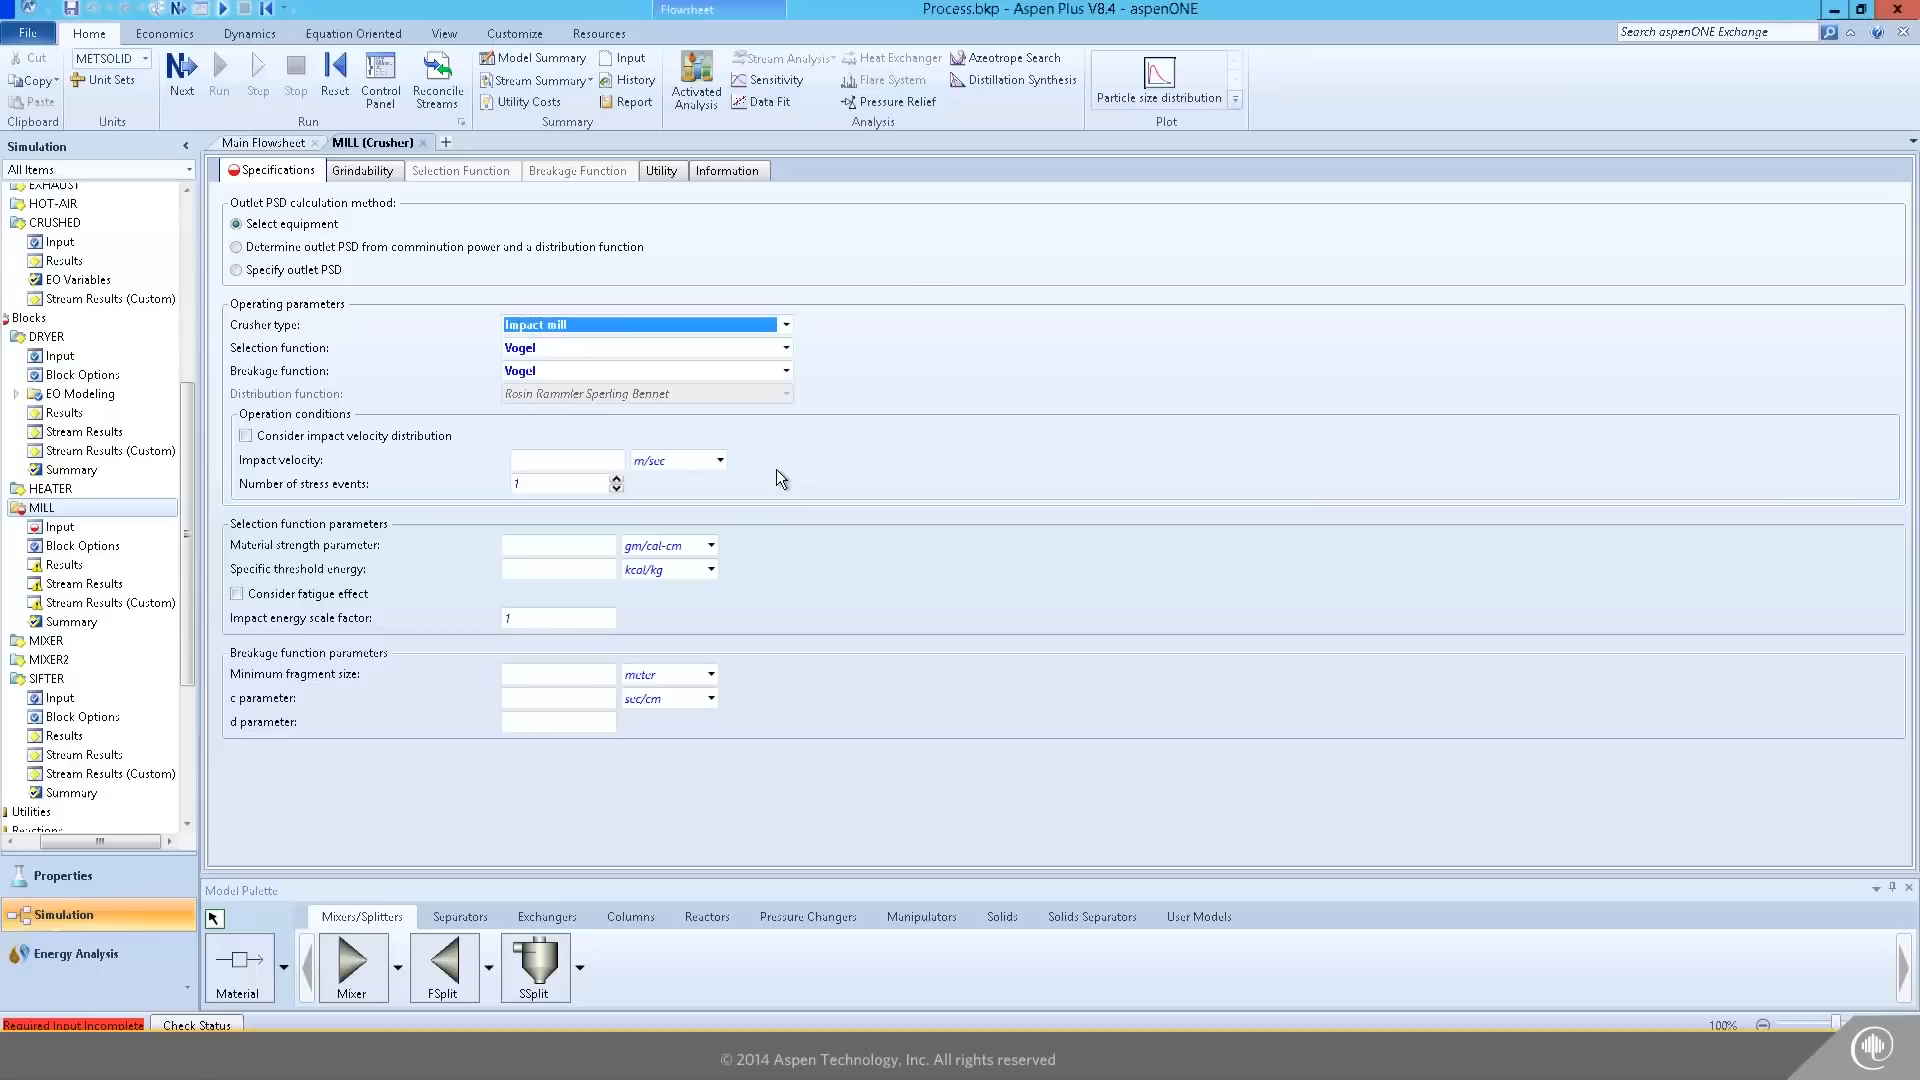 Flowsheet
Process.bkp - Aspen Plus V8.4 - aspenONE
File Home Economics Dynamics Equation Oriented View Customize Resources
Search aspenONE Exchange
Cut
Copy
Paste
Clipboard
METSOLID
Unit Sets
Units
Next Run Step Stop Reset Control Panel Reconcile Streams
Run
Model Summary Input
Stream Summary History
Utility Costs Report
Summary
Activated Analysis
Stream Analysis Heat Exchanger Azeotrope Search
Sensitivity Flare System Distillation Synthesis
Data Fit Pressure Relief
Analysis
Particle size distribution
Plot
Simulation
All Items
EXHAUST
HOT-AIR
CRUSHED
Input
Results
EO Variables
Stream Results (Custom)
Blocks
DRYER
Input
Block Options
EO Modeling
Results
Stream Results
Stream Results (Custom)
Summary
HEATER
MILL
Input
Block Options
Results
Stream Results
Stream Results (Custom)
Summary
MIXER
MIXER2
SIFTER
Input
Block Options
Results
Stream Results
Stream Results (Custom)
Summary
Utilities
Properties
Simulation
Energy Analysis
Main Flowsheet MILL (Crusher)
Specifications Grindability Selection Function Breakage Function Utility Information
Outlet PSD calculation method:
Select equipment
Determine outlet PSD from comminution power and a distribution function
Specify outlet PSD
Operating parameters
Crusher type: Impact mill
Selection function: Vogel
Breakage function: Vogel
Distribution function: Rosin Rammler Sperling Bennet
Operation conditions
Consider impact velocity distribution
Impact velocity: m/sec
Number of stress events: 1
Selection function parameters
Material strength parameter: gm/cal-cm
Specific threshold energy: kcal/kg
Consider fatigue effect
Impact energy scale factor: 1
Breakage function parameters
Minimum fragment size: meter
c parameter: sec/cm
d parameter:
Model Palette
Mixers/Splitters Separators Exchangers Columns Reactors Pressure Changers Manipulators Solids Solids Separators User Models
Material Mixer FSplit SSplit
Required Input Incomplete Check Status 100%
© 2014 Aspen Technology, Inc. All rights reserved